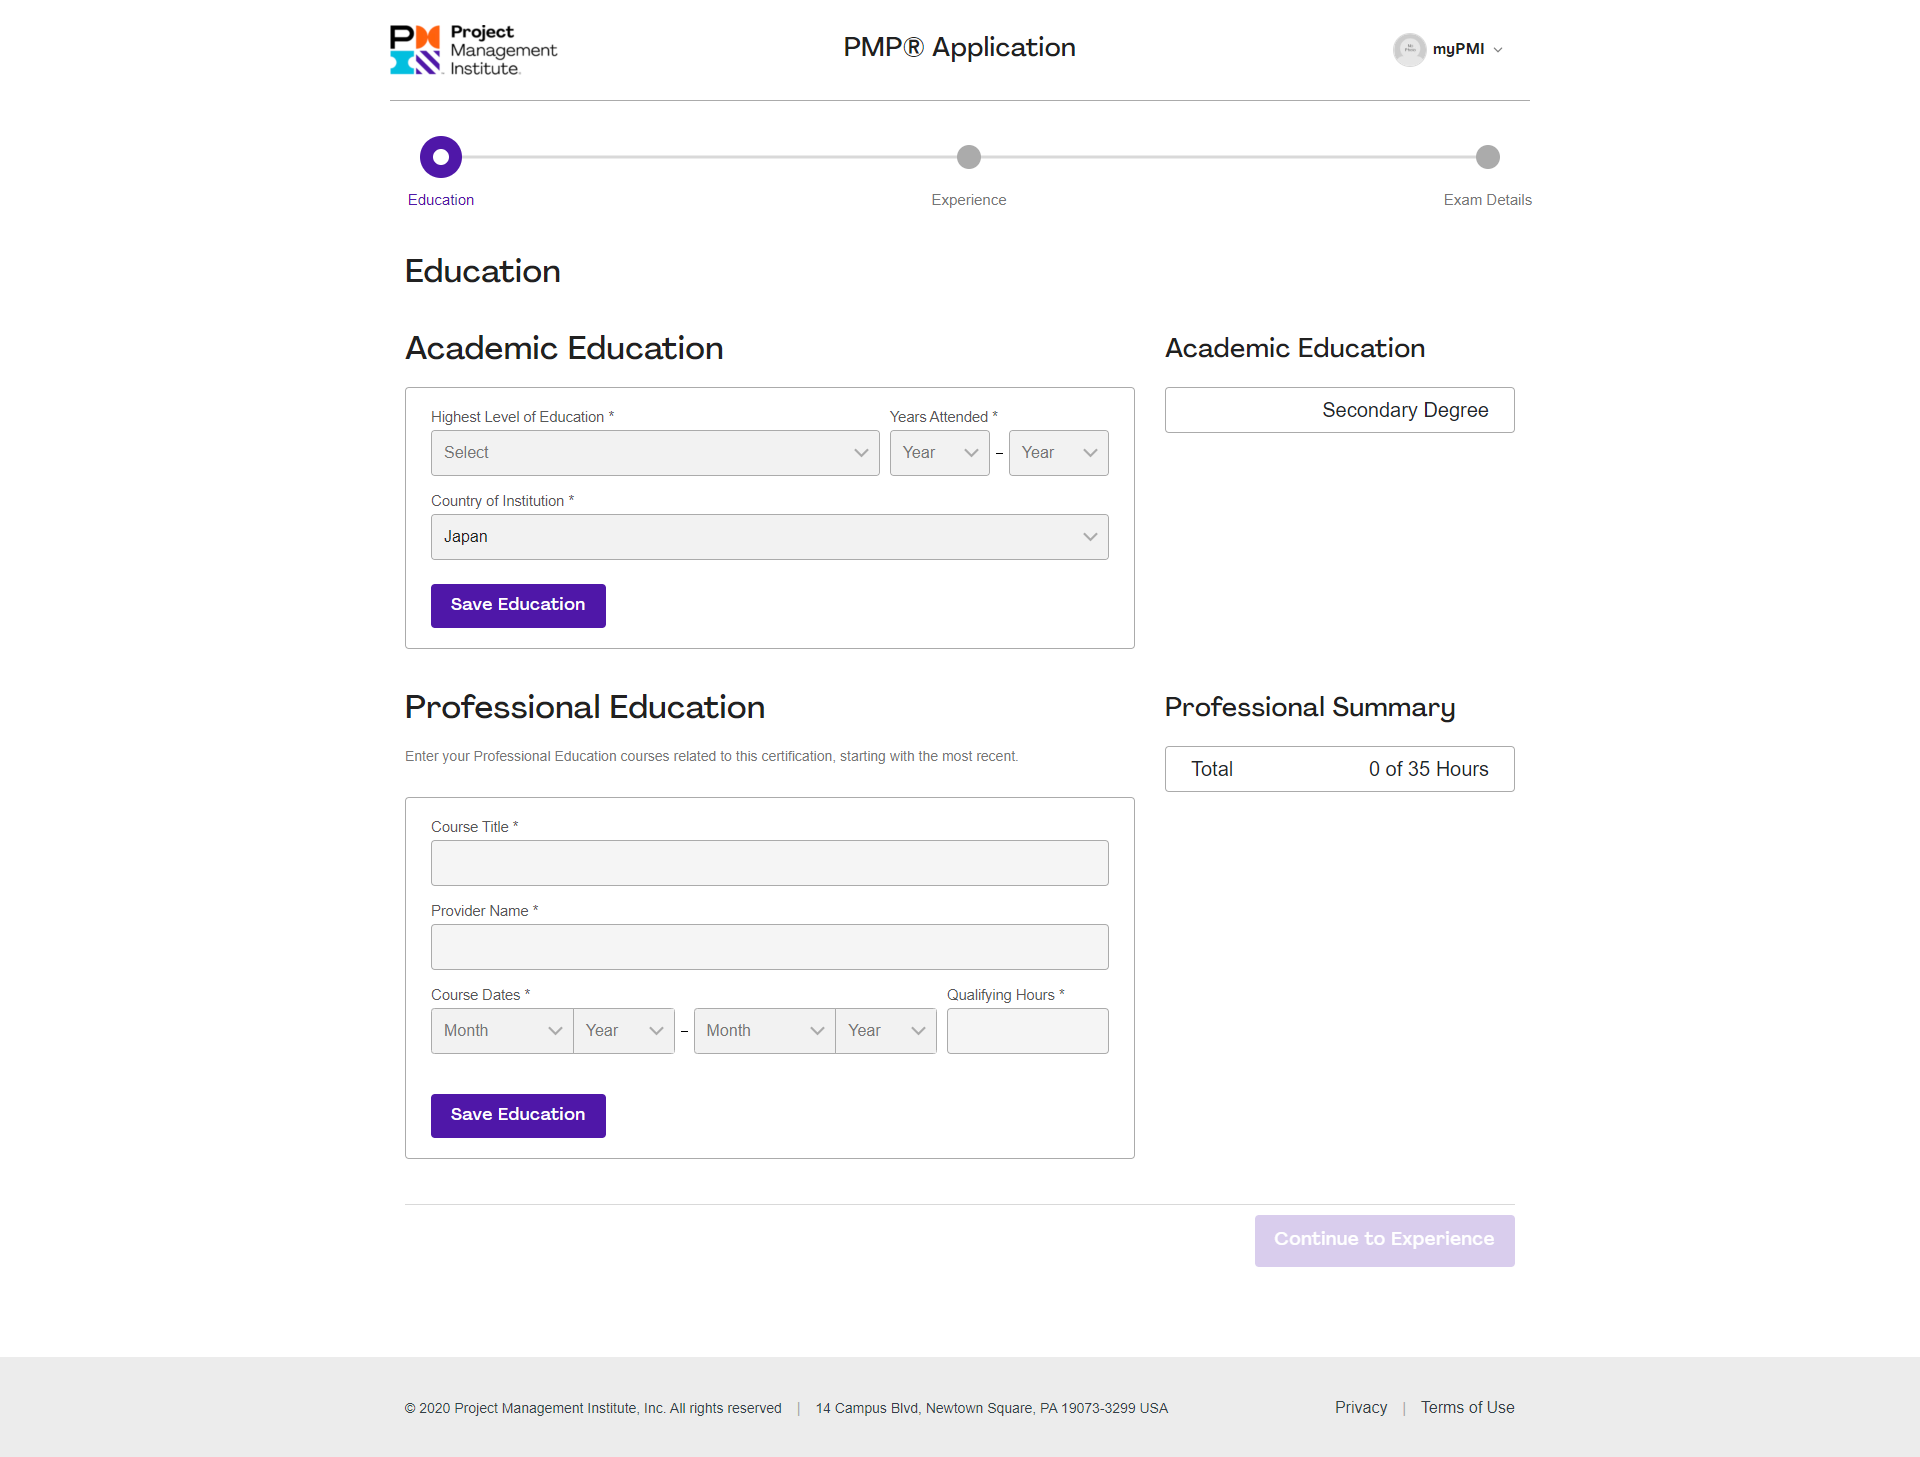 Project
Management
Institute.
PMP® Application
myPMI
Education
Experience
Exam Details
Education
Academic Education
Academic Education
Highest Level of Education *
Years Attended *
Select
Year
–
Year
Secondary Degree
Country of Institution *
Japan
Save Education
Professional Education
Professional Summary
Enter your Professional Education courses related to this certification, starting with the most recent.
Total
0 of 35 Hours
Course Title *
Provider Name *
Course Dates *
Qualifying Hours *
Month
Year
–
Month
Year
Save Education
Continue to Experience
© 2020 Project Management Institute, Inc. All rights reserved | 14 Campus Blvd, Newtown Square, PA 19073-3299 USA
Privacy | Terms of Use